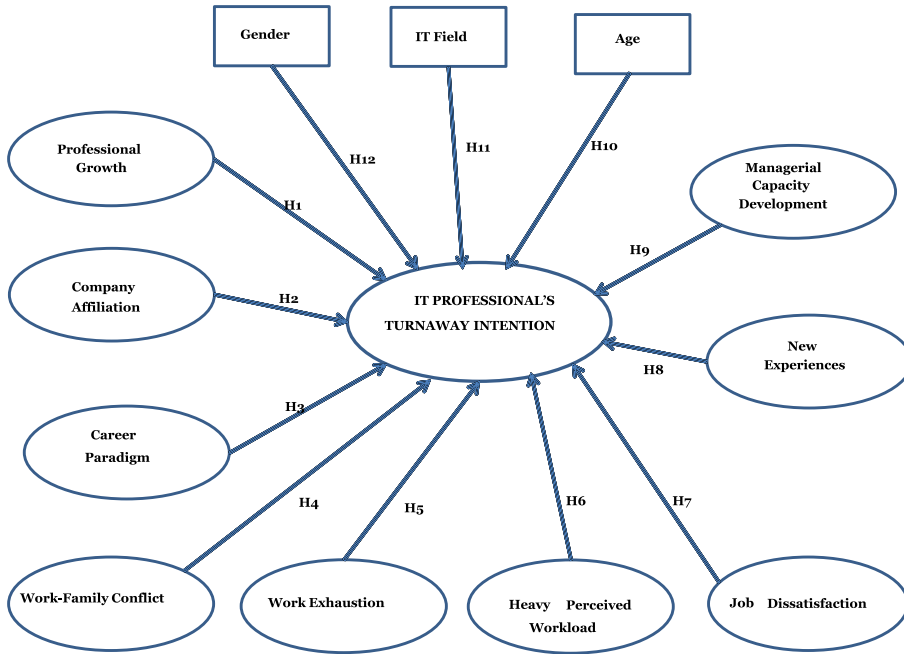 Gender
IT Field
Age
Professional
Growth
H12
H11
H10
Managerial
Capacity
Development
H1
H9
Company
Affiliation
H2
IT PROFESSIONAL'S
TURNAWAY INTENTION
New
Experiences
H8
H3
Career
Paradigm
H4
H5
H6
H7
Work-Family Conflict
Work Exhaustion
Heavy Perceived
Workload
Job Dissatisfaction